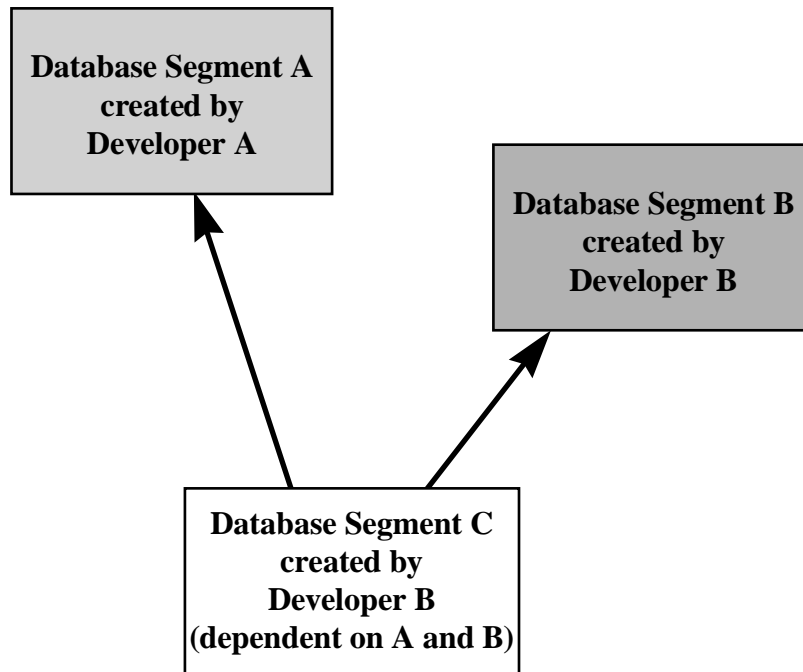 Database Segment A
created by
Developer A
Database Segment B
created by
Developer B
Database Segment C
created by
Developer B
(dependent on A and B)